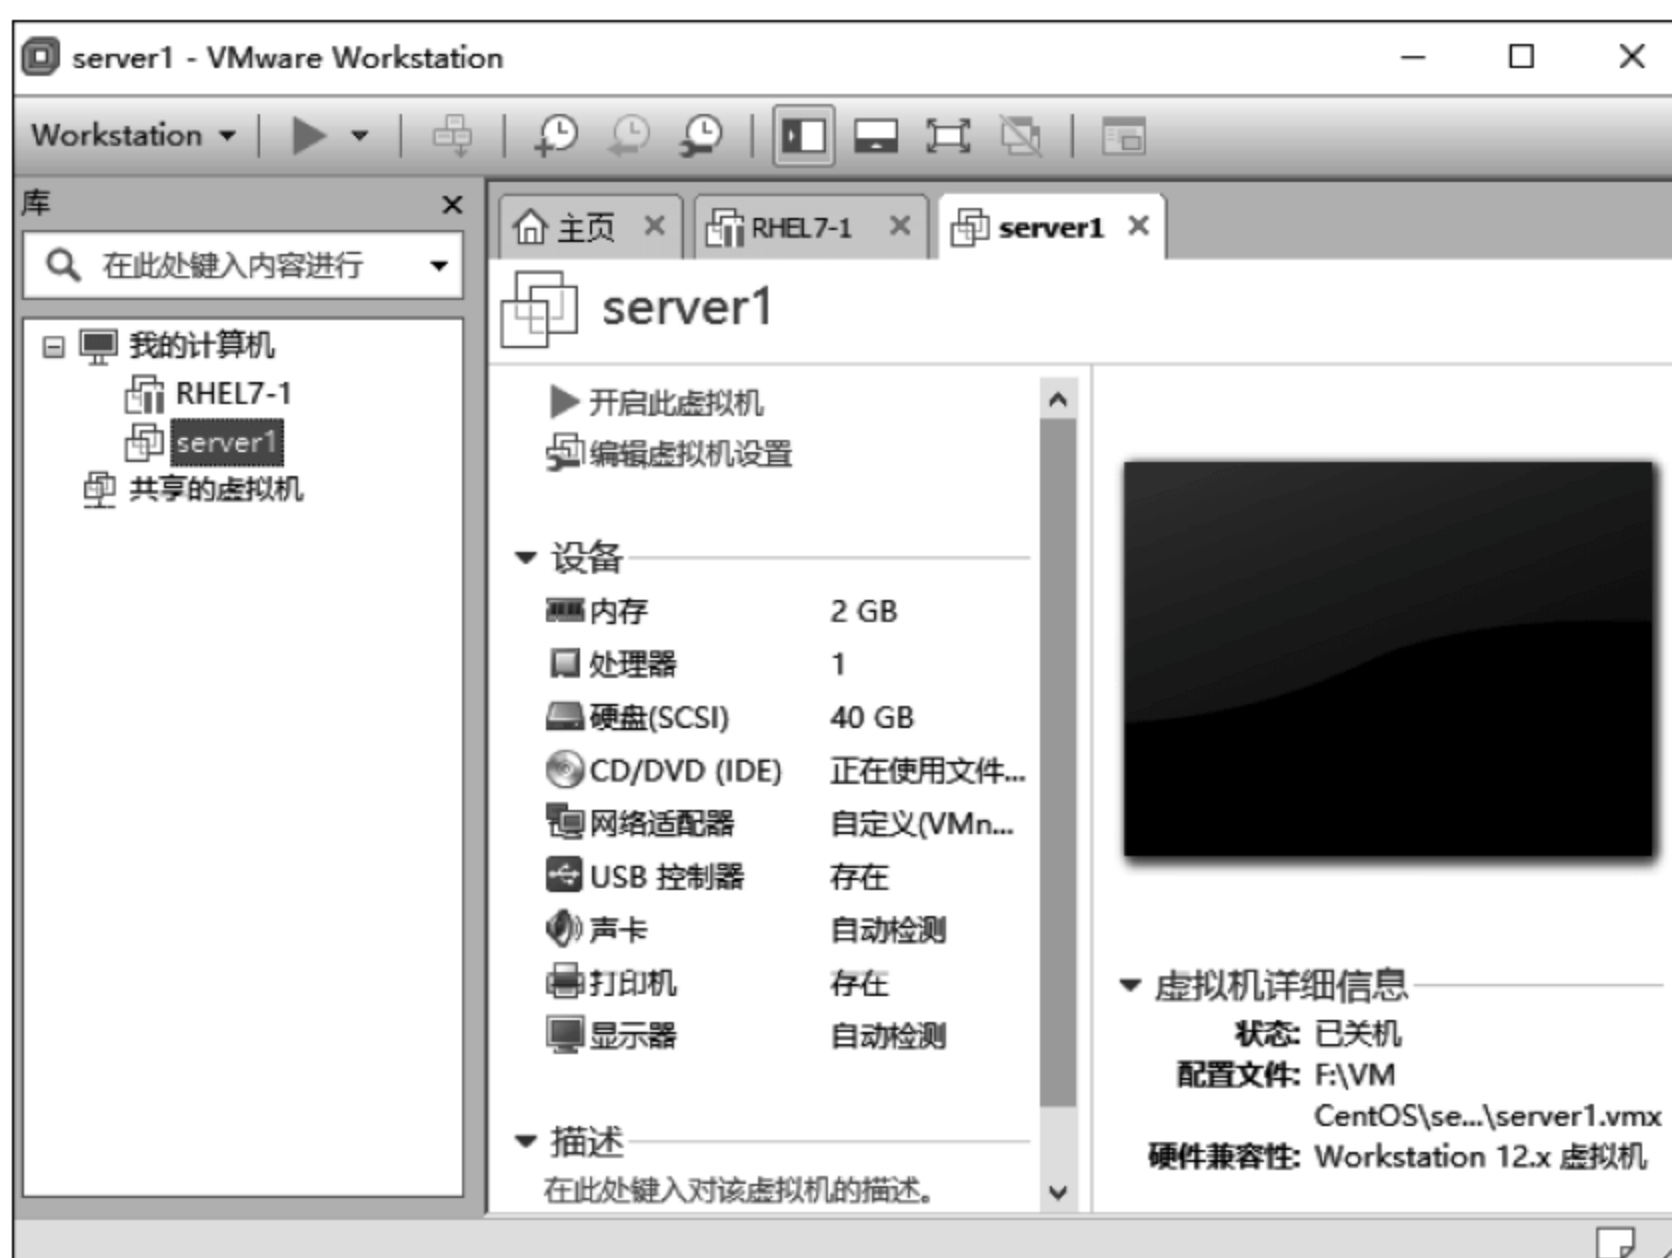 server1 - VMware Workstation
Workstation
库
在此处键入内容进行
我的计算机
RHEL7-1
server1
共享的虚拟机
主页
RHEL7-1
server1
server1
开启此虚拟机
编辑虚拟机设置
设备
内存 2 GB
处理器 1
硬盘(SCSI) 40 GB
CD/DVD (IDE) 正在使用文件...
网络适配器 自定义(VMn...
USB 控制器 存在
声卡 自动检测
打印机 存在
显示器 自动检测
描述
在此处键入对该虚拟机的描述。
虚拟机详细信息
状态: 已关机
配置文件: F:\VM
CentOS\se...\server1.vmx
硬件兼容性: Workstation 12.x 虚拟机